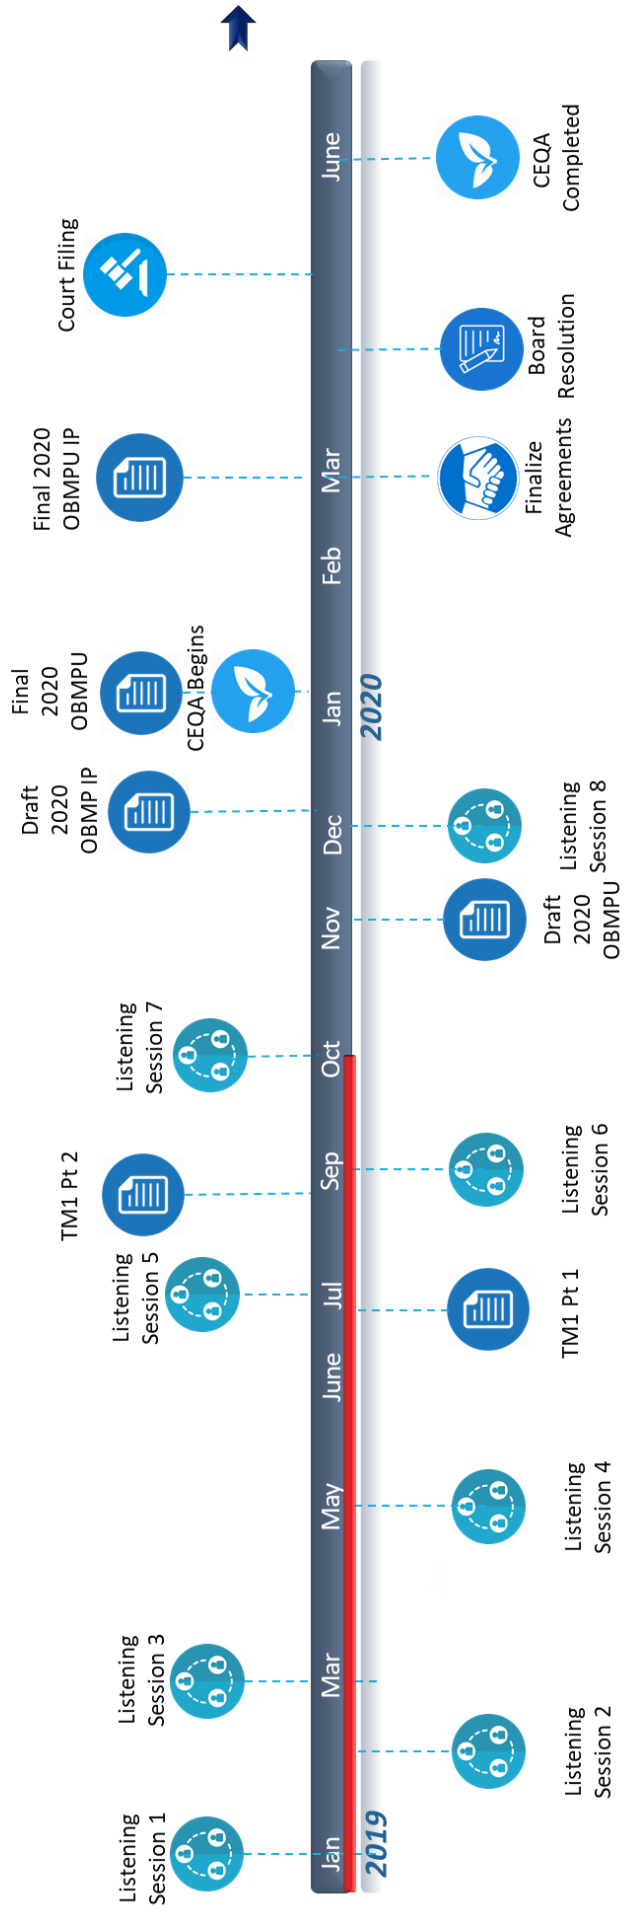 Listening
Session 1
Listening
Session 3
Listening
Session 5
TM1 Pt 2
Listening
Session 7
Draft
2020
OBMP IP
Final
2020
OBMPU
CEQA Begins
Final 2020
OBMPU IP
Court Filing
Jan
Mar
May
June
Jul
Sep
Oct
Nov
Dec
Jan
Feb
Mar
June
2019
2020
Listening
Session 2
Listening
Session 4
TM1 Pt 1
Listening
Session 6
Draft
2020
OBMPU
Listening
Session 8
Finalize
Agreements
Board
Resolution
CEQA
Completed